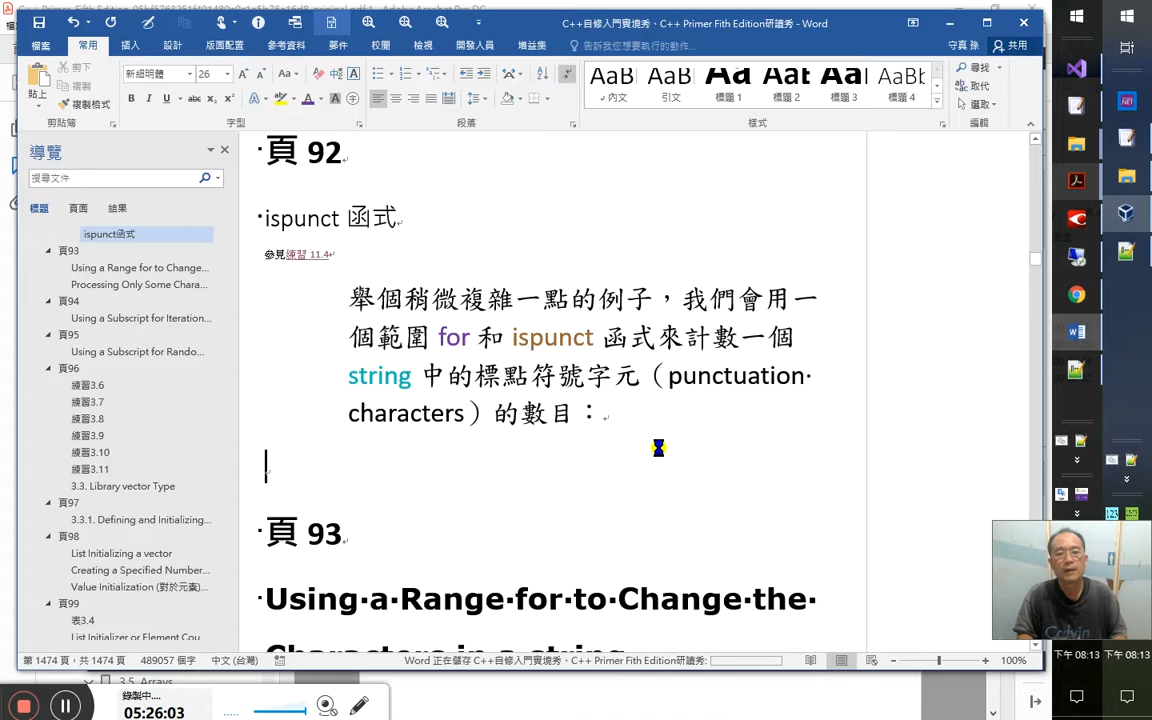 C++自修入門實境秀、C++ Primer Fifth Edition研讀秀 - Word
檔案 常用 插入 設計 版面配置 參考資料 郵件 校閱 檢視 開發人員 增益集 告訴我您想要執行的動作... 守真 孫 共用
貼上 剪下 複製 複製格式
新細明體 26
AaB 內文
AaB 引文
Aa 標題 1
Aab 標題 2
Aal 標題 3
AaBb 標題 4
尋找
取代
選取
剪貼簿 字型 段落 樣式 編輯
導覽
搜尋文件
標題 頁面 結果
ispunct函式
頁93
Using a Range for to Change...
Processing Only Some Chara...
頁94
Using a Subscript for Iteration...
頁95
Using a Subscript for Rando...
頁96
練習3.6
練習3.7
練習3.8
練習3.9
練習3.10
練習3.11
3.3. Library vector Type
頁97
3.3.1. Defining and Initializing...
頁98
List Initializing a vector
Creating a Specified Number...
Value Initialization (對於元素)
頁99
表3.4
List Initializer or Element Cou
頁 92
ispunct 函式
參見練習 11.4
舉個稍微複雜一點的例子，我們會用一
個範圍 for 和 ispunct 函式來計數一個
string 中的標點符號字元（punctuation
characters）的數目：
頁 93
Using a Range for to Change the
Characters in a string
第 1474 頁，共 1474 頁 489057 個字 中文 (台灣) Word 正在儲存 C++自修入門實境秀、C++ Primer Fifth Edition研讀秀: 100%
3.5. Arrays
錄製中....
05:26:03
下午 08:13
下午 08:13